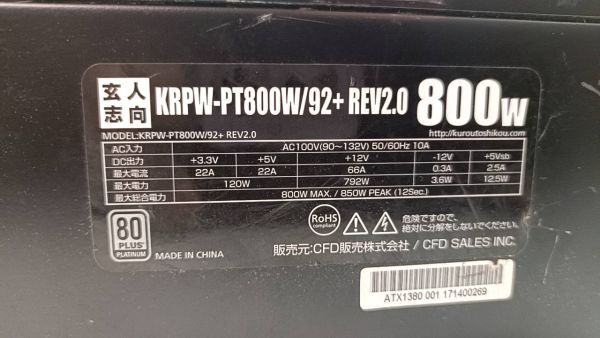 玄人志向 KRPW-PT800W/92+ REV2.0 800W
MODEL:KRPW-PT800W/92+ REV2.0 http://kuroutoshikou.com/
AC入力 AC100V(90~132V) 50/60Hz 10A
DC出力 +3.3V +5V +12V -12V +5Vsb
最大電流 22A 22A 66A 0.3A 2.5A
最大電力 120W 792W 3.6W 12.5W
最大総合電力 800W MAX. / 850W PEAK (12Sec.)
80 PLUS PLATINUM
MADE IN CHINA
RoHS compliant
危険ですので、
絶対に分解をしないでください。
販売元:CFD販売株式会社 / CFD SALES INC.
ATX1380 001 171400269